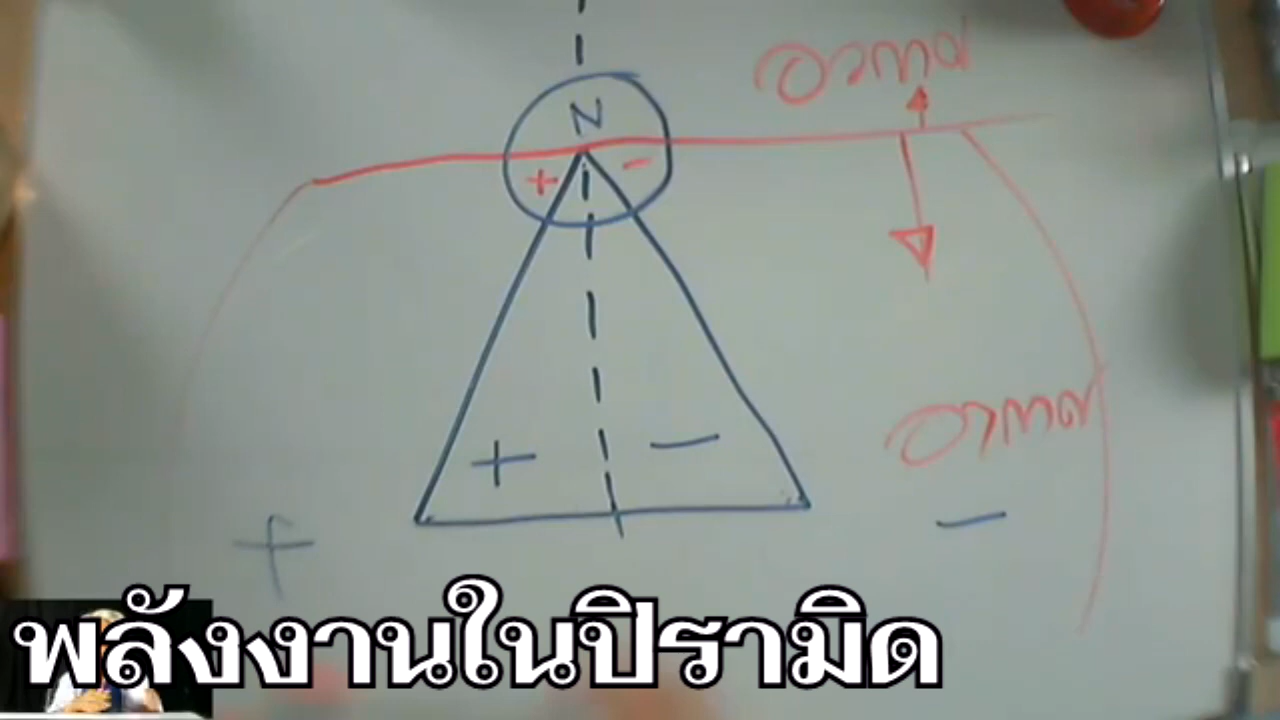 อวกาศ
N
+ -
อากาศ
+ -
+ -
พลังงานในปิรามิด